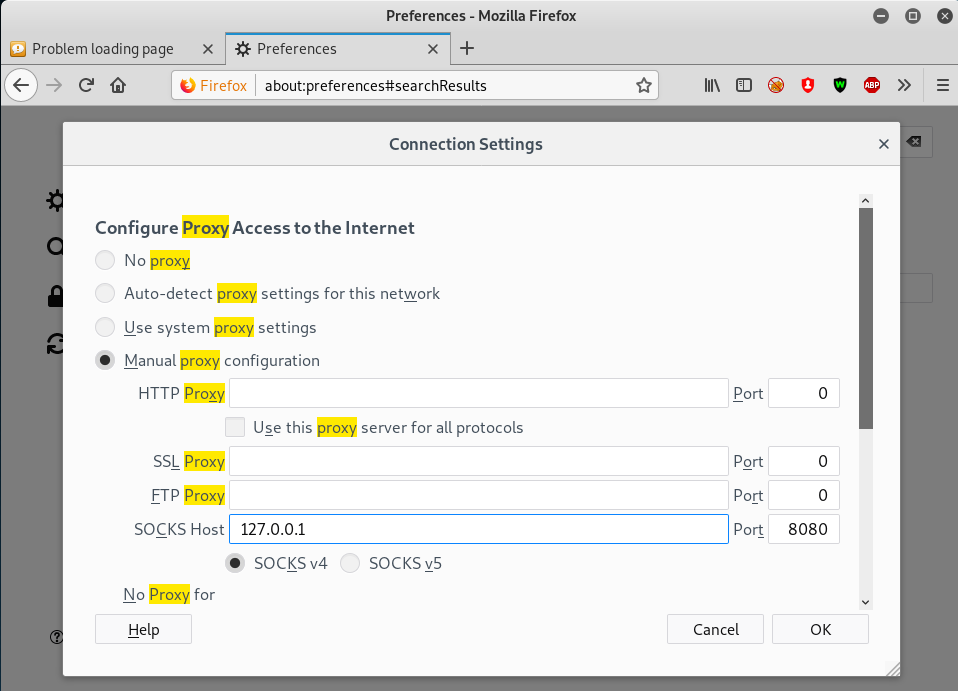 Preferences - Mozilla Firefox
Problem loading page
Preferences
Firefox about:preferences#searchResults ABP
Connection Settings
Configure Proxy Access to the Internet
No proxy
Auto-detect proxy settings for this network
Use system proxy settings
Manual proxy configuration
HTTP Proxy Port 0
Use this proxy server for all protocols
SSL Proxy Port 0
FTP Proxy Port 0
SOCKS Host 127.0.0.1 Port 8080
SOCKS v4 SOCKS v5
No Proxy for
Help Cancel OK